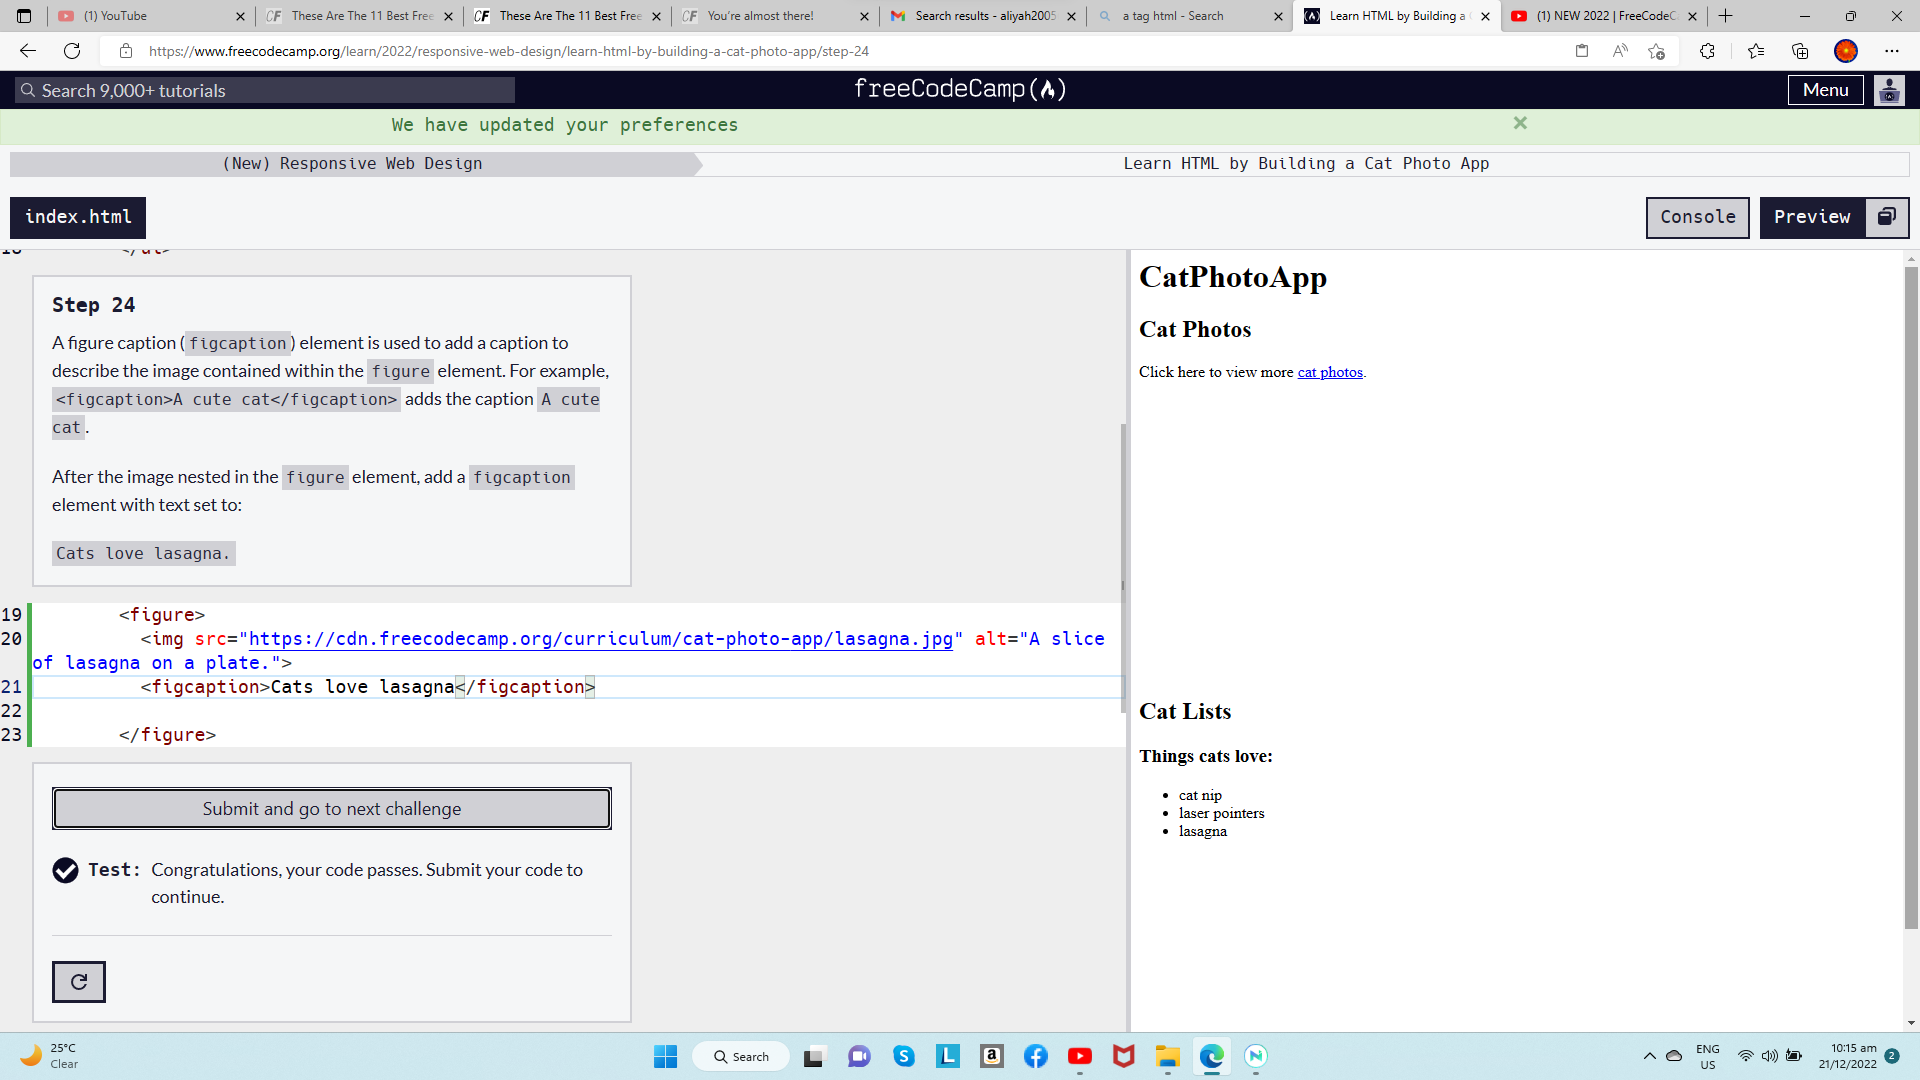 (1) YouTube
These Are The 11 Best Free
These Are The 11 Best Free
You're almost there!
Search results - aliyah2005
a tag html - Search
Learn HTML by Building a
(1) NEW 2022 | FreeCodeC
https://www.freecodecamp.org/learn/2022/responsive-web-design/learn-html-by-building-a-cat-photo-app/step-24
Search 9,000+ tutorials
freeCodeCamp
Menu
We have updated your preferences
(New) Responsive Web Design
Learn HTML by Building a Cat Photo App
index.html
Console
Preview
Step 24
A figure caption (figcaption) element is used to add a caption to
describe the image contained within the figure element. For example,
<figcaption>A cute cat</figcaption> adds the caption A cute
cat.
After the image nested in the figure element, add a figcaption
element with text set to:
Cats love lasagna.
19 <figure>
20 <img src="https://cdn.freecodecamp.org/curriculum/cat-photo-app/lasagna.jpg" alt="A slice
of lasagna on a plate.">
21 <figcaption>Cats love lasagna</figcaption>
22
23 </figure>
Submit and go to next challenge
Test: Congratulations, your code passes. Submit your code to
continue.
CatPhotoApp
Cat Photos
Click here to view more cat photos.
Cat Lists
Things cats love:
cat nip
laser pointers
lasagna
25°C
Clear
Search
ENG
US
10:15 am
21/12/2022
2